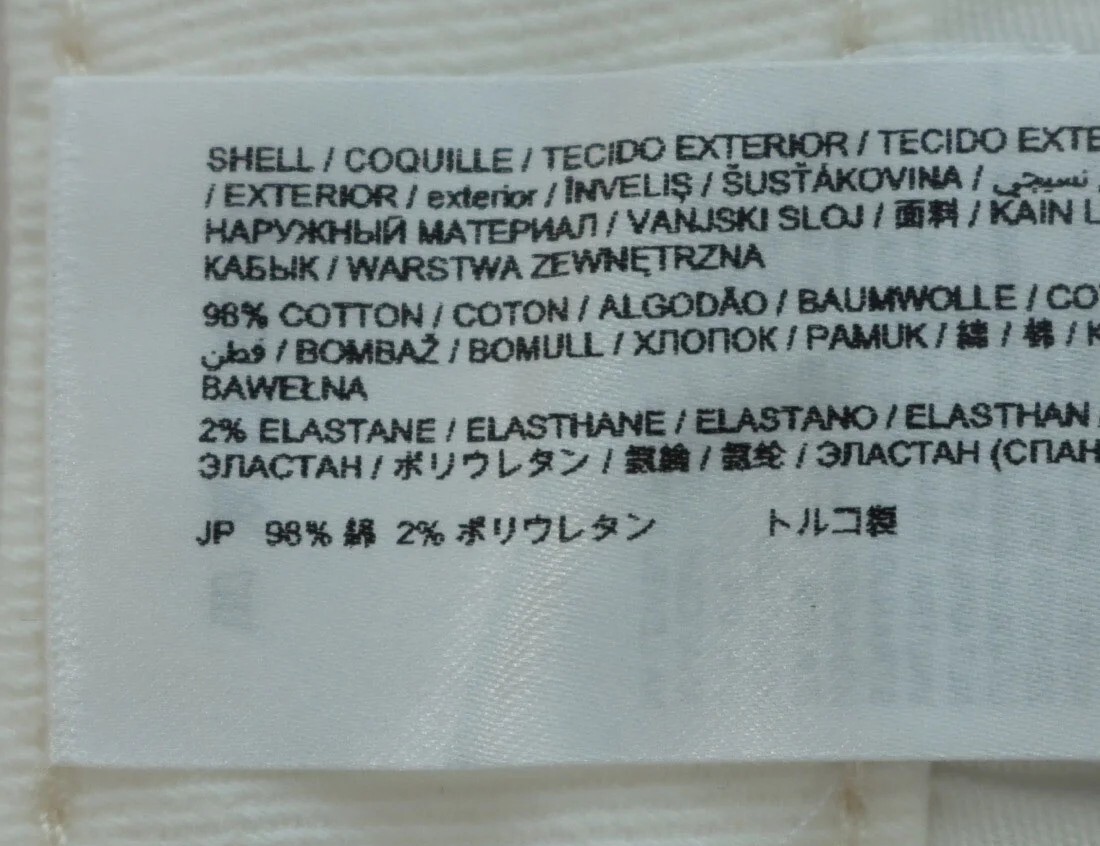 SHELL / COQUILLE / TECIDO EXTERIOR / TECIDO EXTE
/ EXTERIOR / exterior / ÎNVELIŞ / ŠUSŤÁKOVINA / نسيجي
НАРУЖНЫЙ МАТЕРИАЛ / VANJSKI SLOJ / 面料 / KAIN L
КАБЫК / WARSTWA ZEWNĘTRZNA
98% COTTON / COTON / ALGODÃO / BAUMWOLLE / CO
قطن / BOMBAŽ / BOMULL / ХЛОПОК / PAMUK / 綿 / 棉 / K
BAWEŁNA
2% ELASTANE / ELASTHANE / ELASTANO / ELASTHAN /
ЭЛАСТАН / ポリウレタン / 氨綸 / 氨纶 / ЭЛАСТАН (СПАН
JP 98% 綿 2% ポリウレタン トルコ製